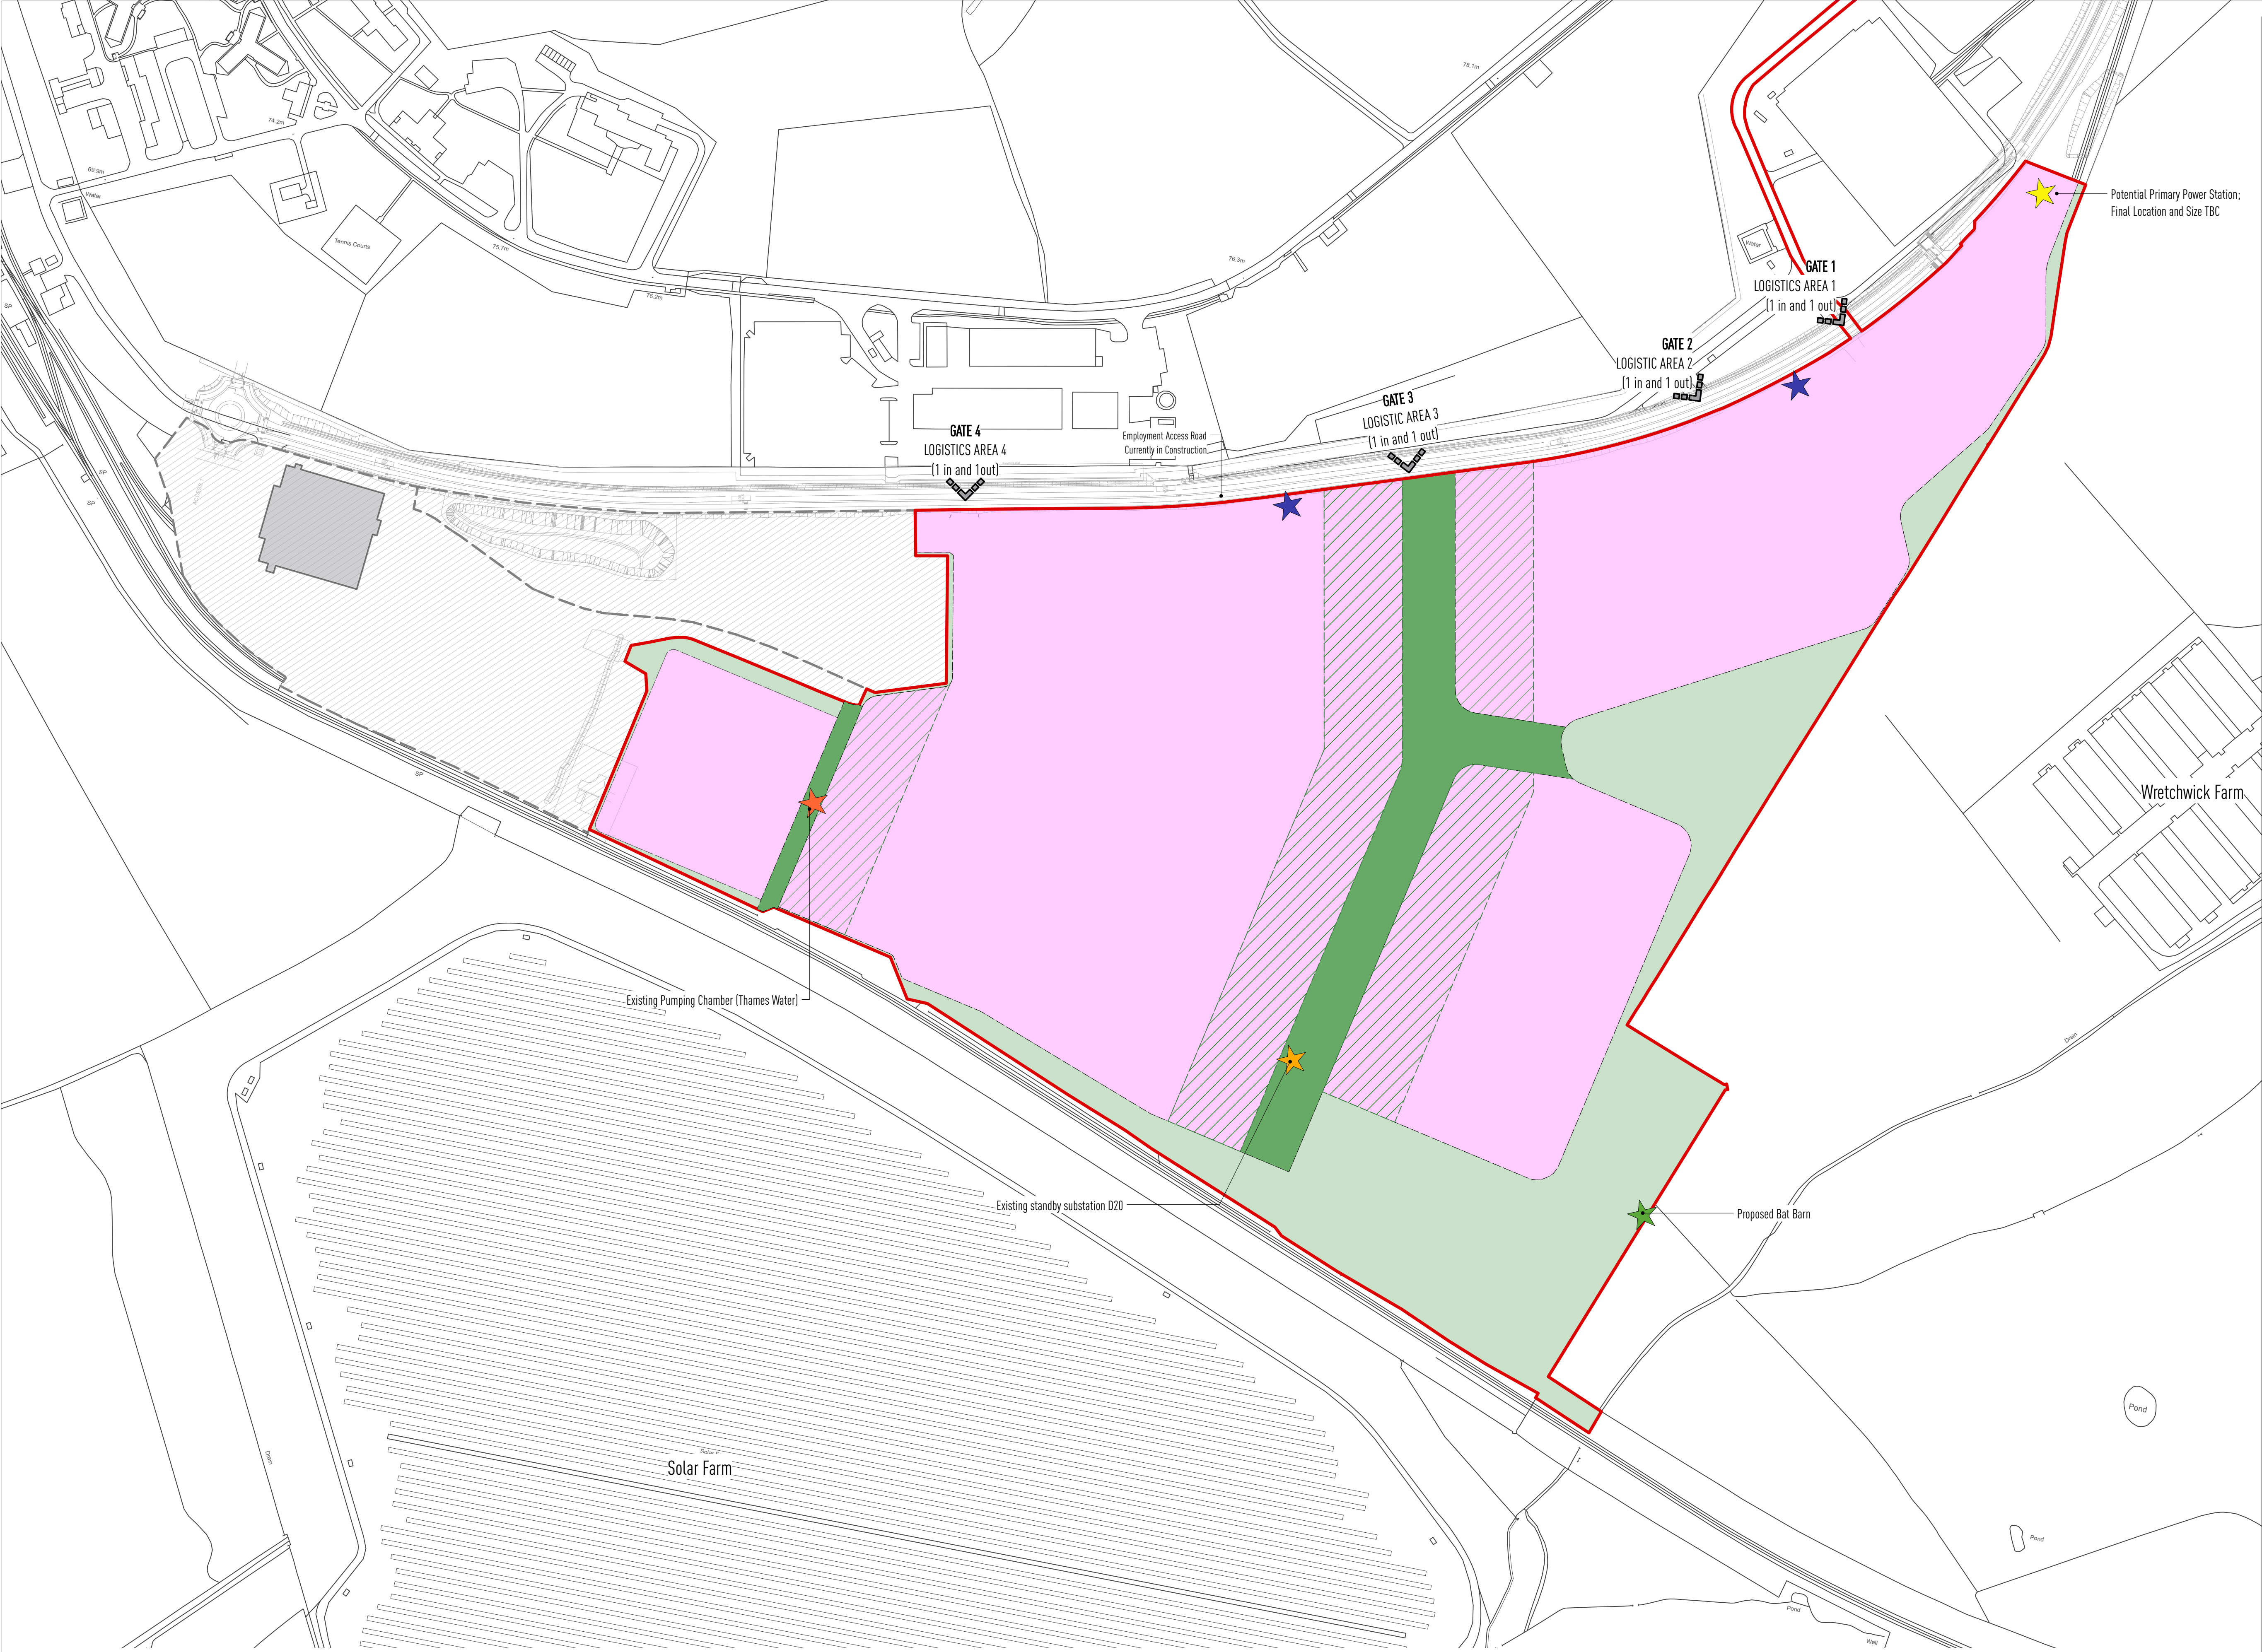 78.1m
74.2m
69.9m
Water
Tennis Courts
75.7m
76.2m
76.3m
Water
SP
SP
SP
SP
Potential Primary Power Station;
Final Location and Size TBC
GATE 1
LOGISTICS AREA 1
(1 in and 1 out)
GATE 2
LOGISTIC AREA 2
(1 in and 1 out)
GATE 3
LOGISTIC AREA 3
(1 in and 1 out)
GATE 4
LOGISTICS AREA 4
(1 in and 1out)
Employment Access Road
Currently in Construction
Wretchwick Farm
Existing Pumping Chamber (Thames Water)
Existing standby substation D20
Proposed Bat Barn
Drain
Drain
Solar Farm
Pond
Pond
Pond
Well